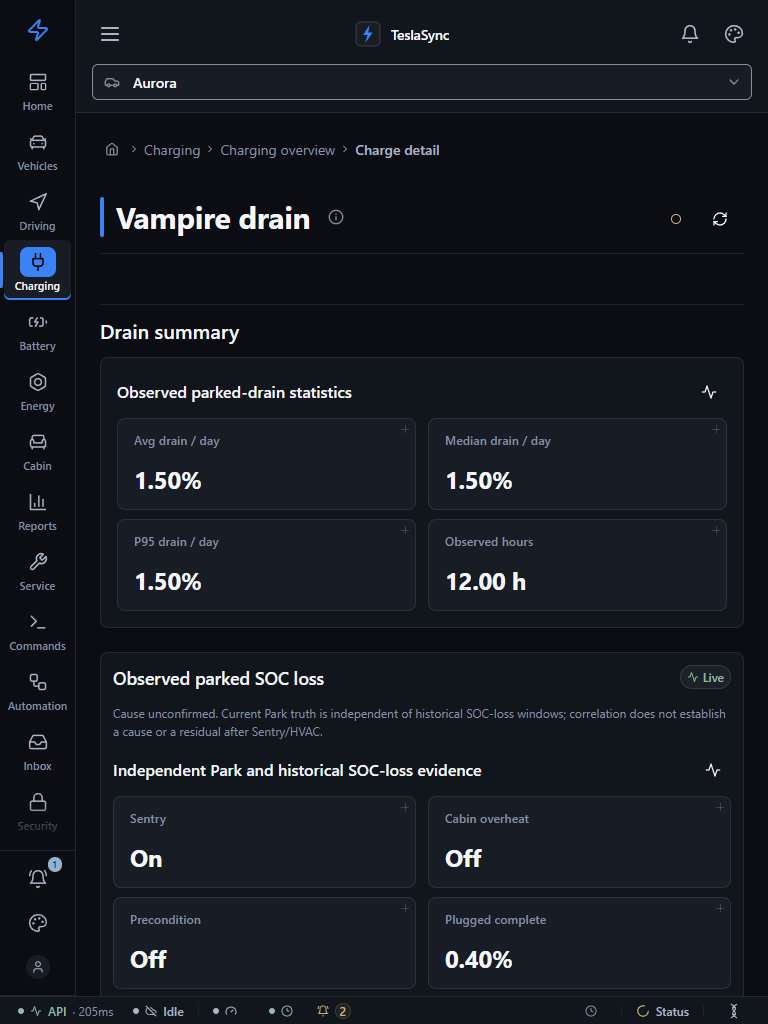 TeslaSync
Aurora
Home
Vehicles
Driving
Charging
Battery
Energy
Cabin
Reports
Service
Commands
Automation
Inbox
Security
1
Charging
Charging overview
Charge detail
Vampire drain
Drain summary
Observed parked-drain statistics
Avg drain / day
1.50%
Median drain / day
1.50%
P95 drain / day
1.50%
Observed hours
12.00 h
Observed parked SOC loss
Live
Cause unconfirmed. Current Park truth is independent of historical SOC-loss windows; correlation does not establish
a cause or a residual after Sentry/HVAC.
Independent Park and historical SOC-loss evidence
Sentry
On
Cabin overheat
Off
Precondition
Off
Plugged complete
0.40%
API · 205ms
Idle
2
Status